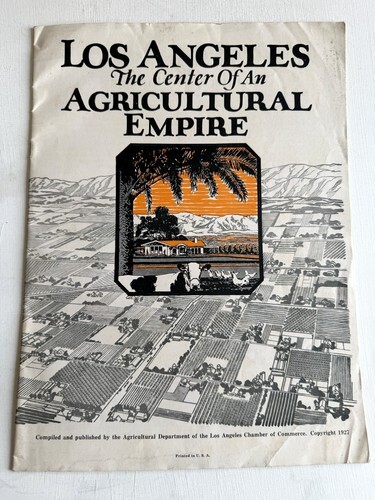 LOS ANGELES
The Center Of An
AGRICULTURAL
EMPIRE
Compiled and published by the Agricultural Department of the Los Angeles Chamber of Commerce. Copyright 1927
Printed in U. S. A.